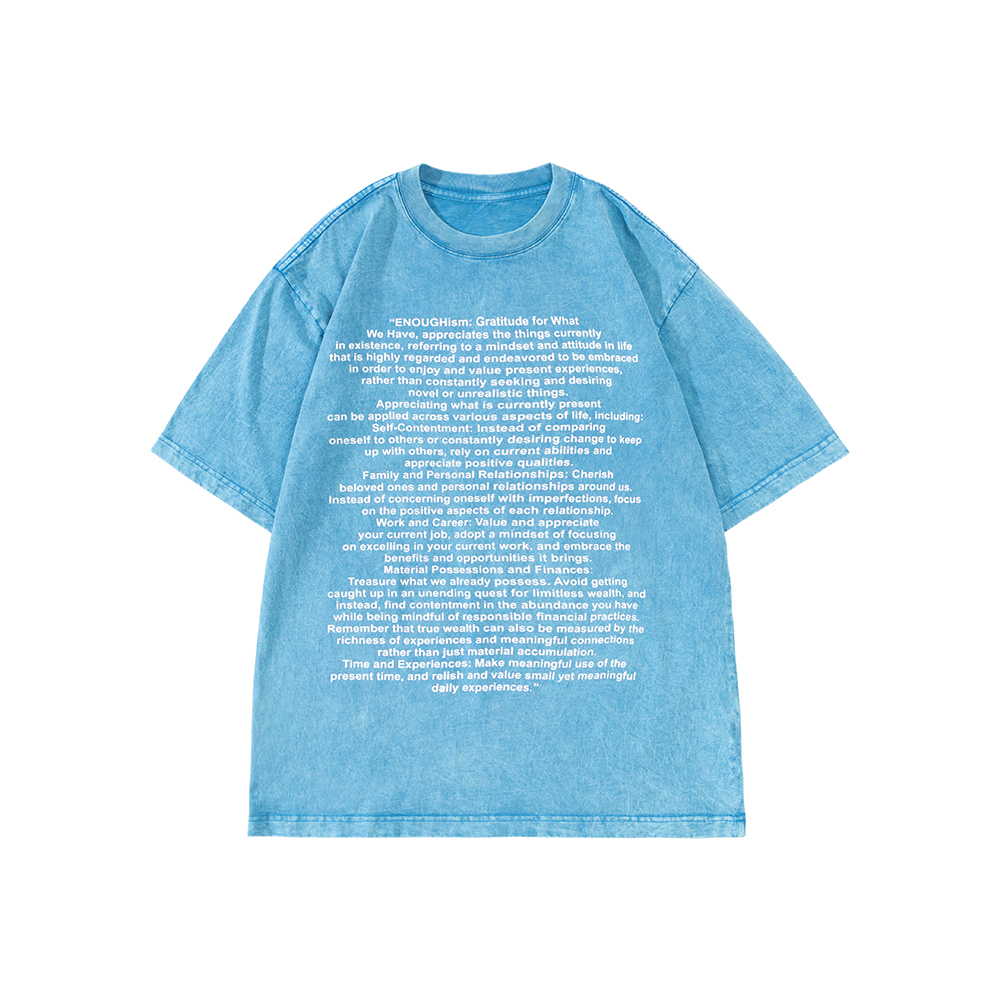 “ENOUGHism: Gratitude for What
We Have, appreciates the things currently
in existence, referring to a mindset and attitude in life
that is highly regarded and endeavored to be embraced
in order to enjoy and value present experiences,
rather than constantly seeking and desiring
novel or unrealistic things.
Appreciating what is currently present
can be applied across various aspects of life, including:
Self-Contentment: Instead of comparing
oneself to others or constantly desiring change to keep
up with others, rely on current abilities and
appreciate positive qualities.
Family and Personal Relationships: Cherish
beloved ones and personal relationships around us.
Instead of concerning oneself with imperfections, focus
on the positive aspects of each relationship.
Work and Career: Value and appreciate
your current job, adopt a mindset of focusing
on excelling in your current work, and embrace the
benefits and opportunities it brings.
Material Possessions and Finances:
Treasure what we already possess. Avoid getting
caught up in an unending quest for limitless wealth, and
instead, find contentment in the abundance you have
while being mindful of responsible financial practices.
Remember that true wealth can also be measured by the
richness of experiences and meaningful connections
rather than just material accumulation.
Time and Experiences: Make meaningful use of the
present time, and relish and value small yet meaningful
daily experiences.”